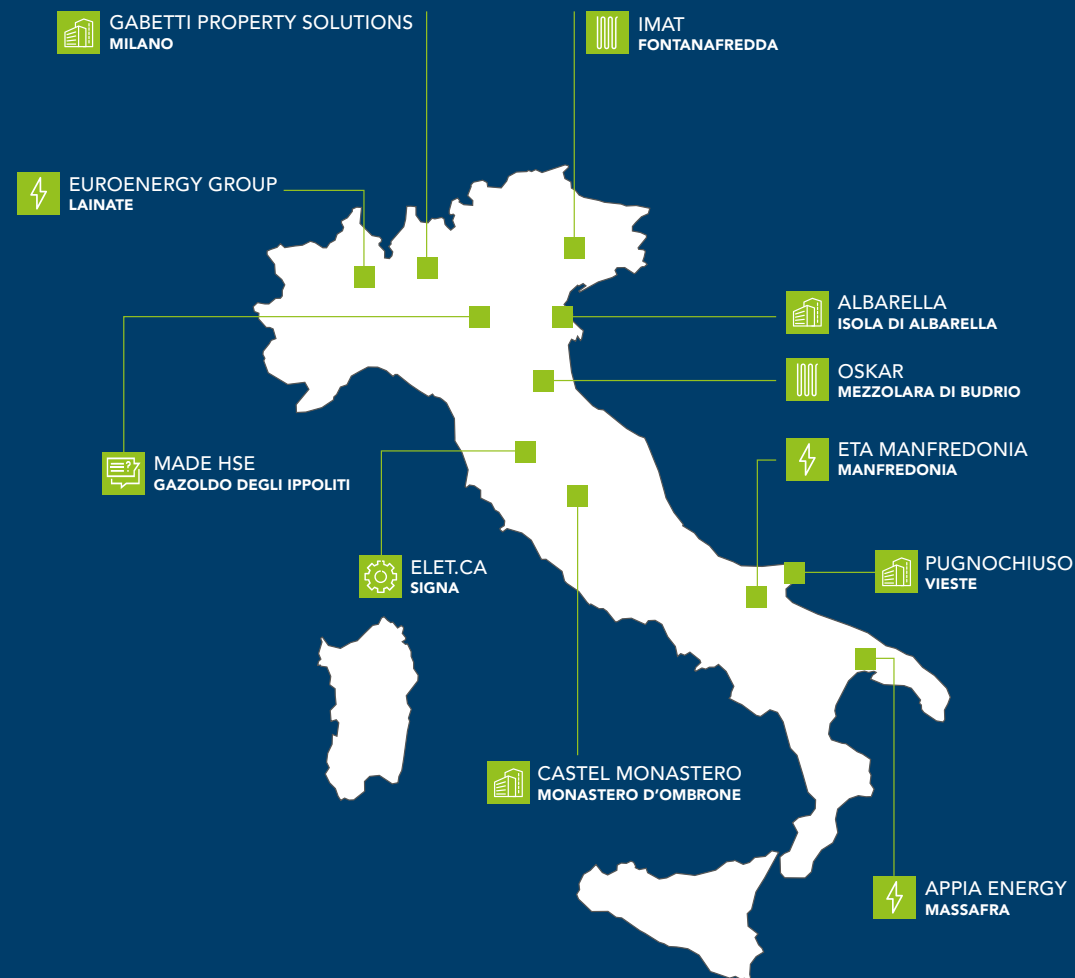 GABETTI PROPERTY SOLUTIONS
MILANO
IMAT
FONTANAFREDDA
EUROENERGY GROUP
LAINATE
ALBARELLA
ISOLA DI ALBARELLA
OSKAR
MEZZOLARA DI BUDRIO
MADE HSE
GAZOLDO DEGLI IPPOLITI
ETA MANFREDONIA
MANFREDONIA
ELET.CA
SIGNA
PUGNOCHIUSO
VIESTE
CASTEL MONASTERO
MONASTERO D’OMBRONE
APPIA ENERGY
MASSAFRA